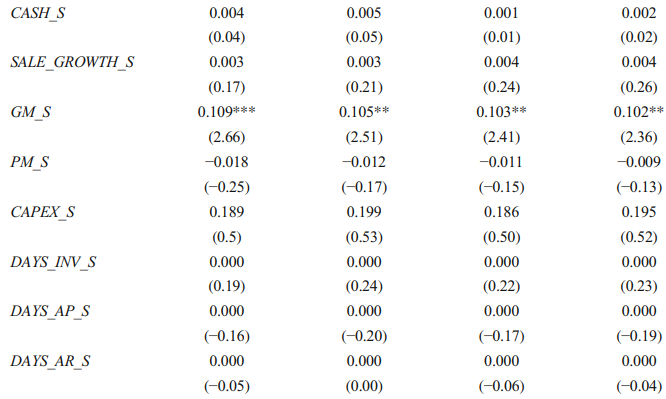 CASH_S 0.004 0.005 0.001 0.002
(0.04) (0.05) (0.01) (0.02)
SALE_GROWTH_S 0.003 0.003 0.004 0.004
(0.17) (0.21) (0.24) (0.26)
GM_S 0.109*** 0.105** 0.103** 0.102**
(2.66) (2.51) (2.41) (2.36)
PM_S −0.018 −0.012 −0.011 −0.009
(−0.25) (−0.17) (−0.15) (−0.13)
CAPEX_S 0.189 0.199 0.186 0.195
(0.5) (0.53) (0.50) (0.52)
DAYS_INV_S 0.000 0.000 0.000 0.000
(0.19) (0.24) (0.22) (0.23)
DAYS_AP_S 0.000 0.000 0.000 0.000
(−0.16) (−0.20) (−0.17) (−0.19)
DAYS_AR_S 0.000 0.000 0.000 0.000
(−0.05) (0.00) (−0.06) (−0.04)